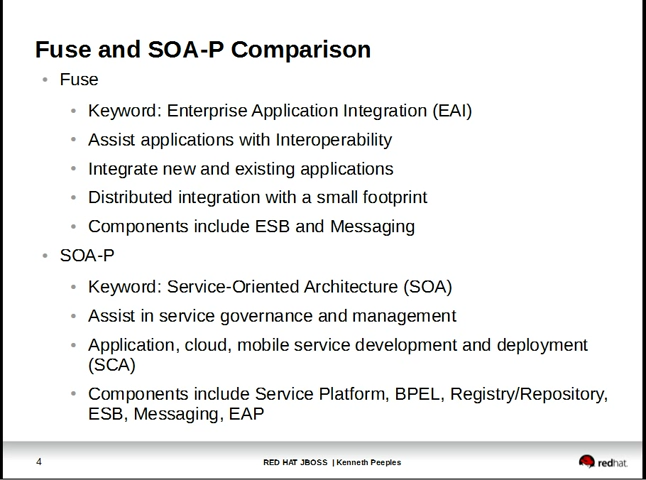 Fuse and SOA-P Comparison
• Fuse
• Keyword: Enterprise Application Integration (EAI)
• Assist applications with Interoperability
• Integrate new and existing applications
• Distributed integration with a small footprint
• Components include ESB and Messaging
• SOA-P
• Keyword: Service-Oriented Architecture (SOA)
• Assist in service governance and management
• Application, cloud, mobile service development and deployment
(SCA)
• Components include Service Platform, BPEL, Registry/Repository,
ESB, Messaging, EAP
4
RED HAT JBOSS | Kenneth Peeples
redhat.